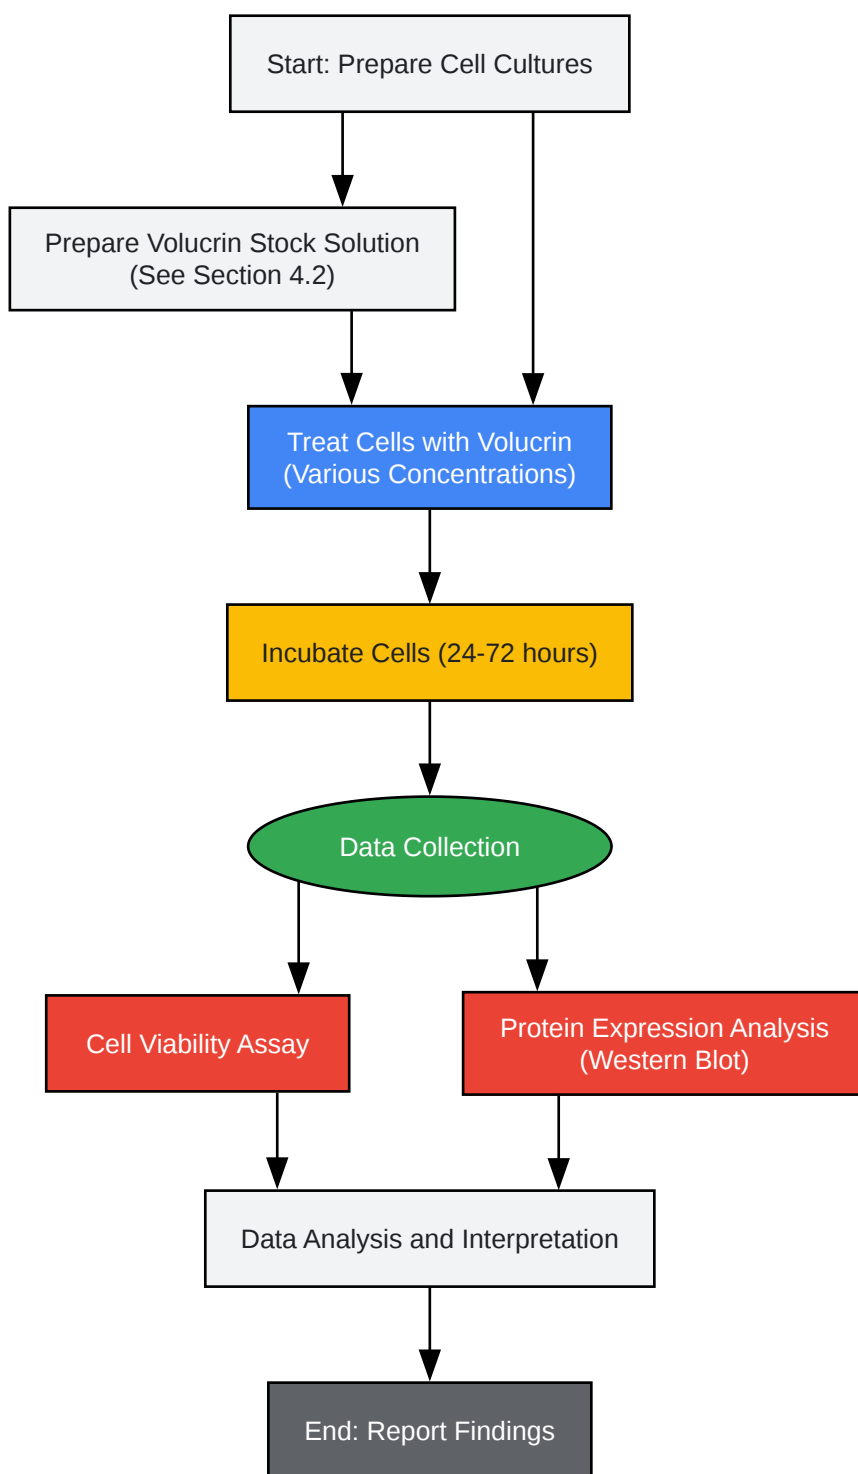 Start: Prepare Cell Cultures
Prepare Volucrin Stock Solution
(See Section 4.2)
Treat Cells with Volucrin
(Various Concentrations)
Incubate Cells (24-72 hours)
Data Collection
Cell Viability Assay
Protein Expression Analysis
(Western Blot)
Data Analysis and Interpretation
End: Report Findings